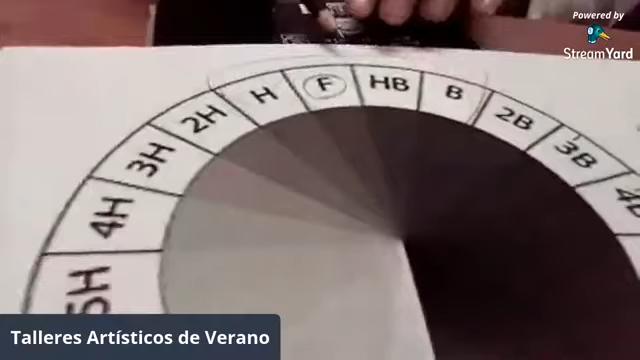 Powered by
StreamYard
5H
4H
3H
2H
H
F
HB
B
2B
3B
Talleres Artísticos de Verano